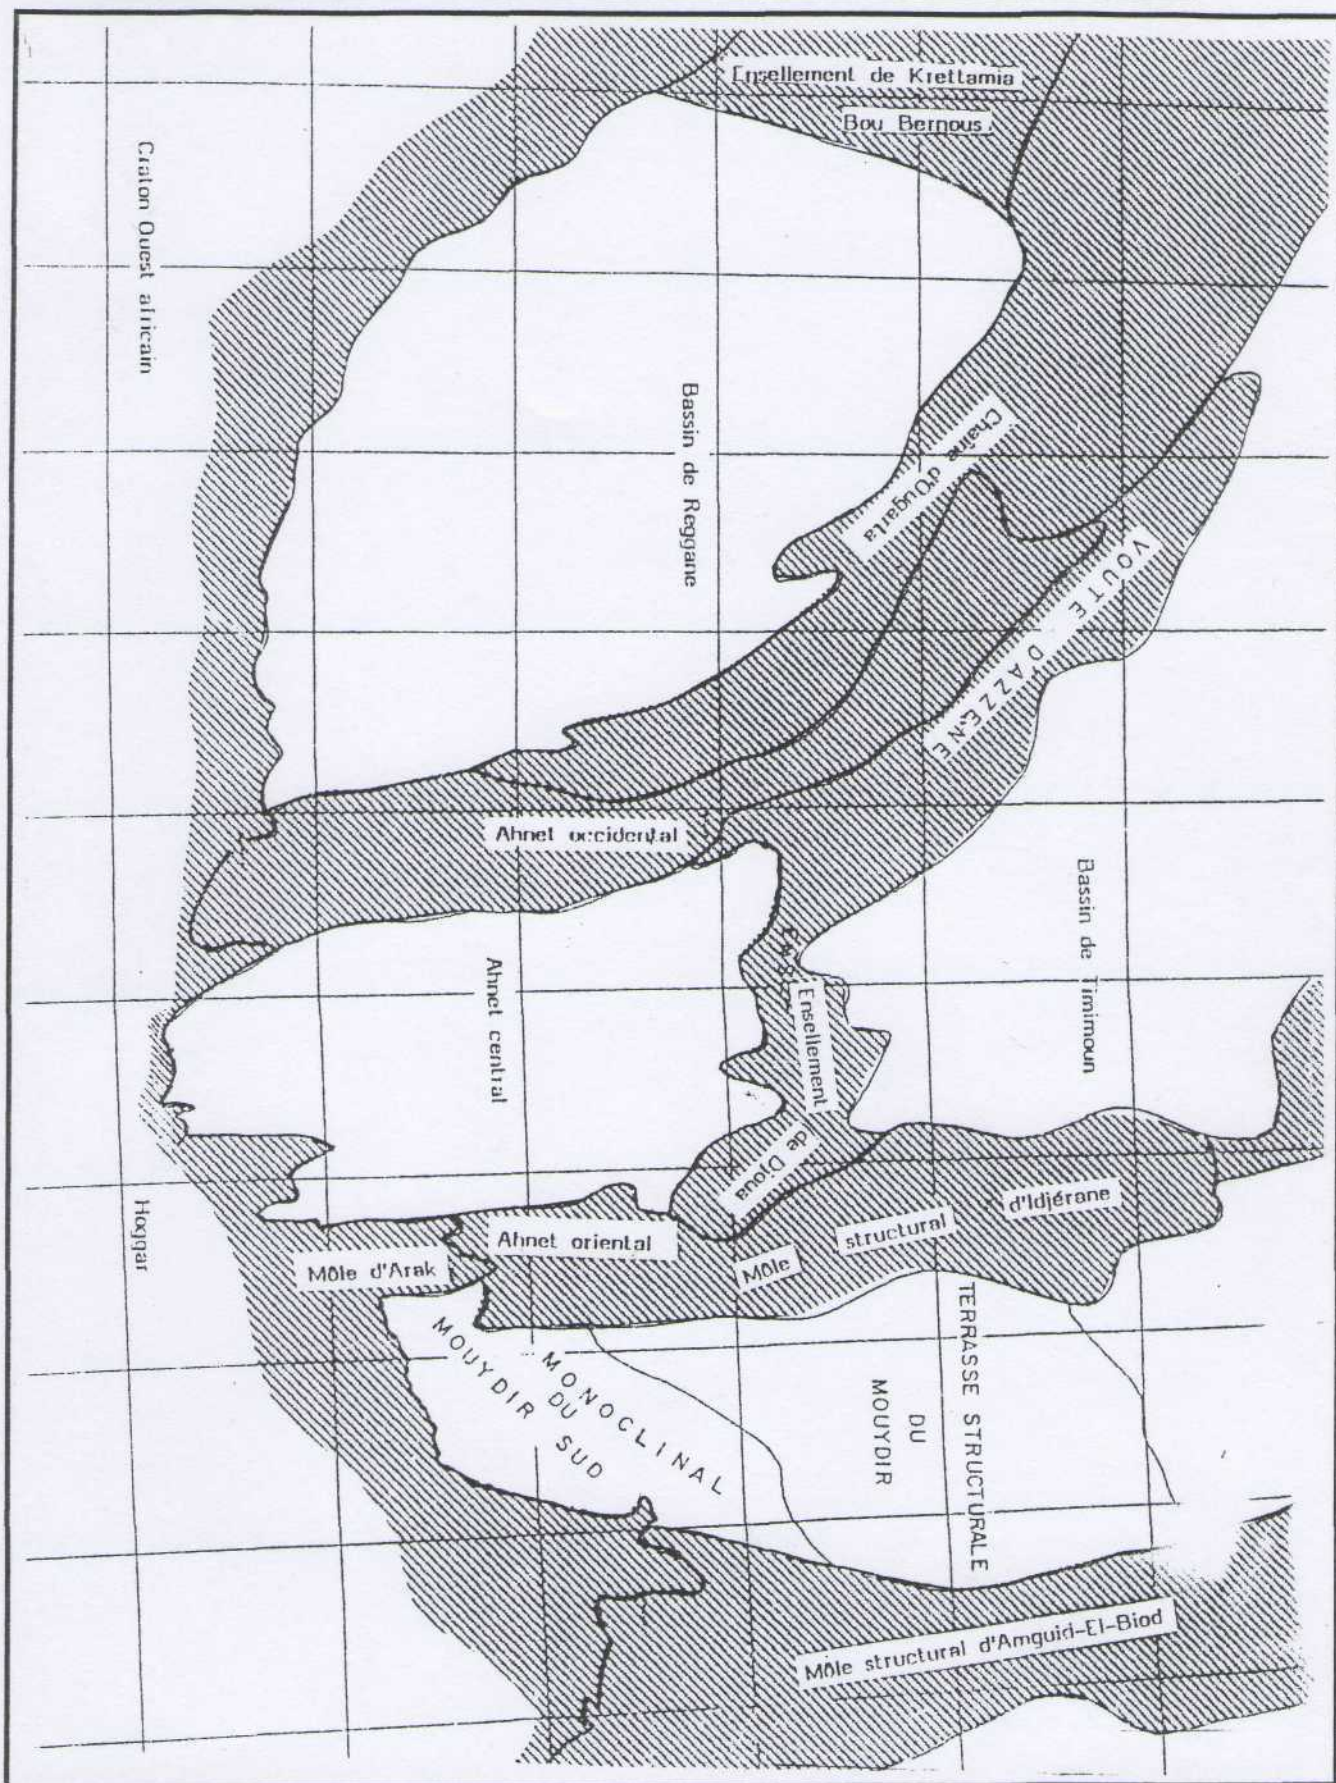 Ensellement de Krettamia
Bou Bernous
Craton Ouest africain
Bassin de Reggane
Chaîne d'Ougarta
VOUTE D'AZZENE
Ahnet occidental
Bassin de Timimoun
Ahnet central
Ensellement
de Djoua
Hoggar
Môle d'Arak
Ahnet oriental
Môle
structural
d'Idjérane
MONOCLINAL
DU
MOUYDIR SUD
TERRASSE STRUCTURALE
DU
MOUYDIR
Môle structural d'Amguid-El-Biod